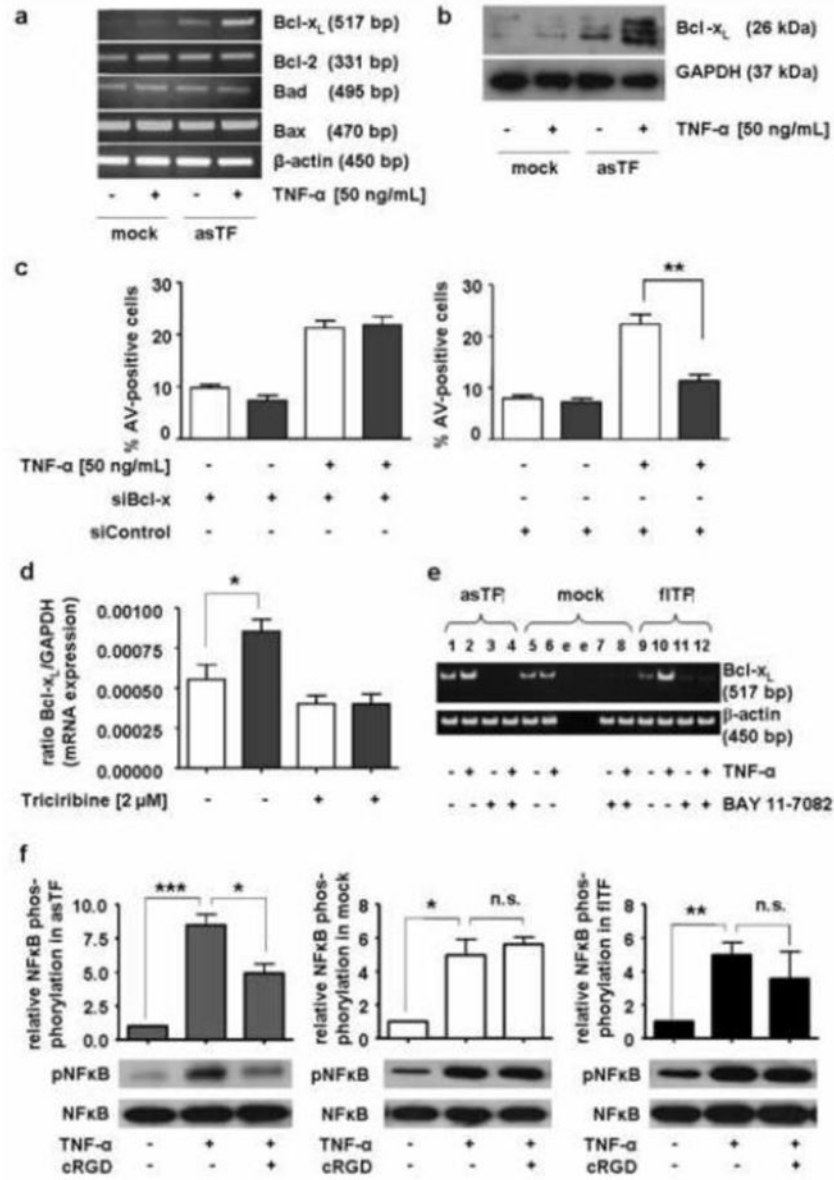 a
Bcl-xL (517 bp)
Bcl-2 (331 bp)
Bad (495 bp)
Bax (470 bp)
β-actin (450 bp)
- + - + TNF-α [50 ng/mL]
mock asTF
b
Bcl-xL (26 kDa)
GAPDH (37 kDa)
- + - + TNF-α [50 ng/mL]
mock asTF
c
% AV-positive cells
30
20
10
0
% AV-positive cells
30
20
10
0
**
TNF-α [50 ng/mL] - - + + - - + +
siBcl-x + + + + - - - -
siControl - - - - + + + +
d
ratio Bcl-xL/GAPDH
(mRNA expression)
0.00100
0.00075
0.00050
0.00025
0.00000
*
Triciribine [2 µM] - - + +
e
asTF mock flTF
1 2 3 4 5 6 e e 7 8 9 10 11 12
Bcl-xL
(517 bp)
β-actin
(450 bp)
- + - + - + - + - + - + TNF-α
- - + + - - + + - - + + BAY 11-7082
f
relative NFκB phos-
phorylation in asTF
10.0
7.5
5.0
2.5
0.0
*** *
pNFκB
NFκB
TNF-α - + +
cRGD - - +
relative NFκB phos-
phorylation in mock
8
6
4
2
0
* n.s.
pNFκB
NFκB
TNF-α - + +
cRGD - - +
relative NFκB phos-
phorylation in flTF
8
6
4
2
0
** n.s.
pNFκB
NFκB
TNF-α - + +
cRGD - - +